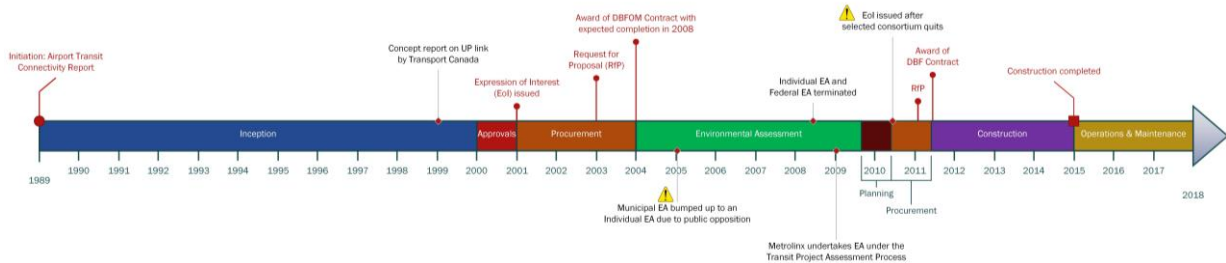 Initiation: Airport Transit
Connectivity Report
Concept report on UP link
by Transport Canada
Expression of Interest
(EoI) issued
Request for
Proposal (RfP)
Award of DBFOM Contract with
expected completion in 2008
Individual EA and
Federal EA terminated
EoI issued after
selected consortium quits
RfP
Award of
DBF Contract
Construction completed
Inception
Approvals
Procurement
Environmental Assessment
Construction
Operations & Maintenance
1989
1990
1991
1992
1993
1994
1995
1996
1997
1998
1999
2000
2001
2002
2003
2004
2005
2006
2007
2008
2009
2010
2011
2012
2013
2014
2015
2016
2017
2018
Planning
Procurement
Municipal EA bumped up to an
Individual EA due to public opposition
Metrolinx undertakes EA under the
Transit Project Assessment Process